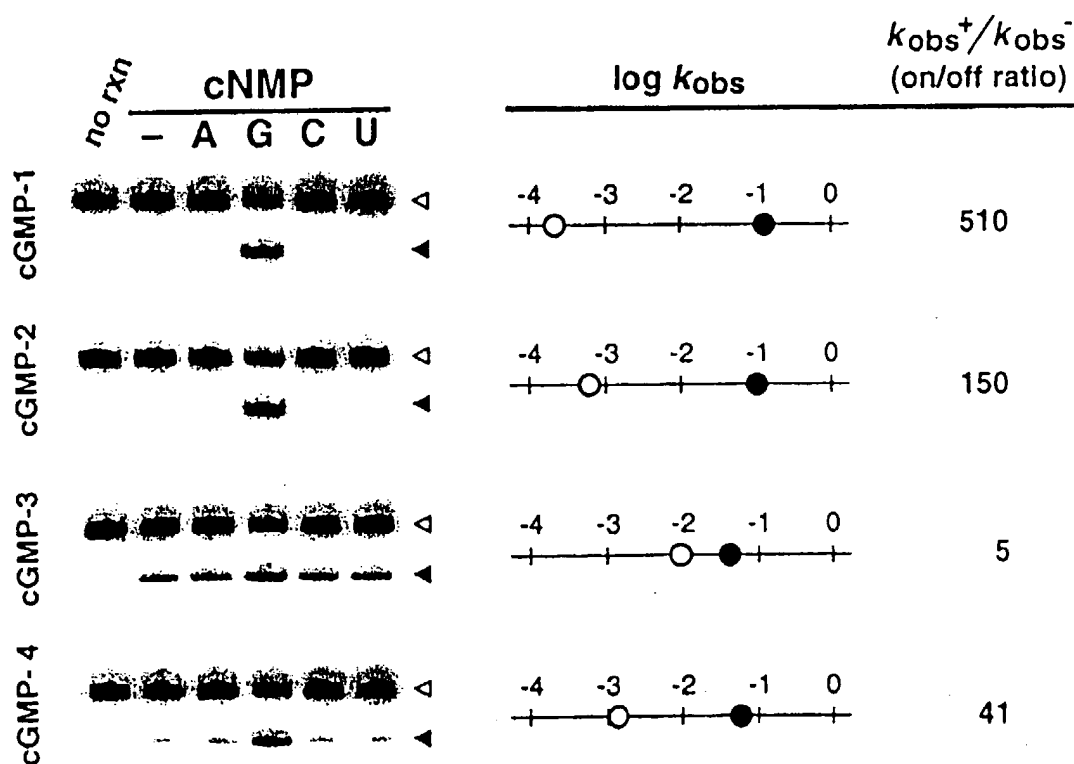 no rxn
cNMP
– A G C U
log kobs
kobs⁺/kobs⁻
(on/off ratio)
cGMP-1
-4 -3 -2 -1 0
510
cGMP-2
-4 -3 -2 -1 0
150
cGMP-3
-4 -3 -2 -1 0
5
cGMP-4
-4 -3 -2 -1 0
41